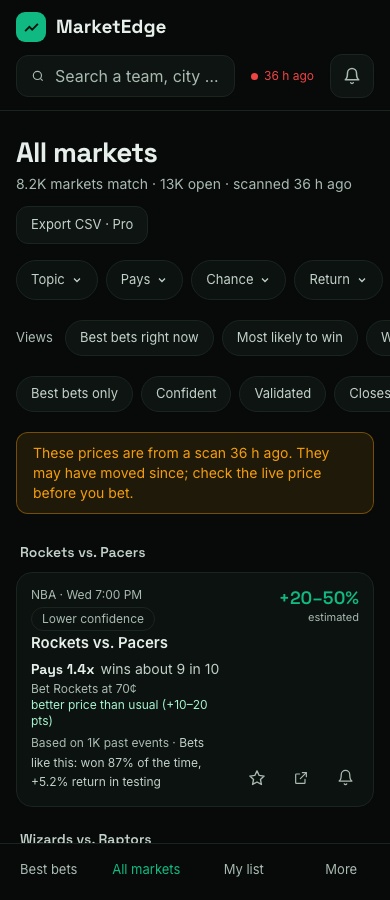 MarketEdge
Search a team, city ...
36 h ago
All markets
8.2K markets match · 13K open · scanned 36 h ago
Export CSV · Pro
Topic Pays Chance Return
Views Best bets right now Most likely to win
Best bets only Confident Validated Closes
These prices are from a scan 36 h ago. They
may have moved since; check the live price
before you bet.
Rockets vs. Pacers
NBA · Wed 7:00 PM
+20–50%
Lower confidence
estimated
Rockets vs. Pacers
Pays 1.4x wins about 9 in 10
Bet Rockets at 70¢
better price than usual (+10–20
pts)
Based on 1K past events · Bets
like this: won 87% of the time,
+5.2% return in testing
Wizards vs. Raptors
Best bets All markets My list More